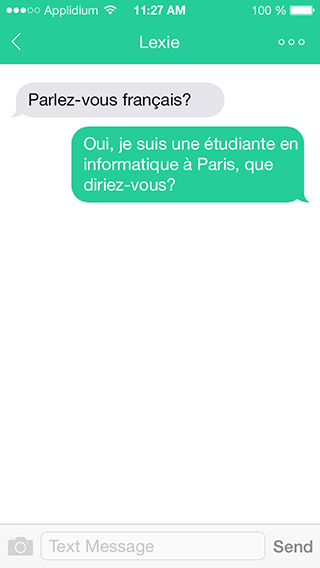 Applidium 11:27 AM 100 %
Lexie
Parlez-vous français?
Oui, je suis une étudiante en
informatique à Paris, que
diriez-vous?
Text Message Send